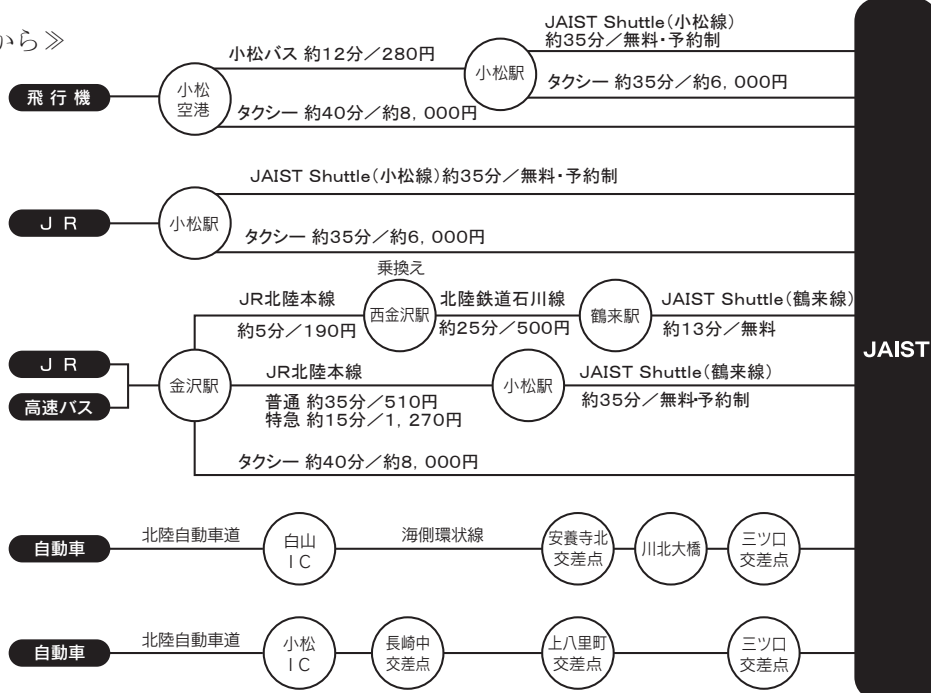 から≫
JAIST Shuttle(小松線)
約35分／無料・予約制
小松バス 約12分／280円
小松駅
タクシー 約35分／約6,000円
飛行機
小松
空港
タクシー 約40分／約8,000円
JAIST Shuttle(小松線)約35分／無料・予約制
JR
小松駅
タクシー 約35分／約6,000円
乗換え
JR北陸本線
約5分／190円
西金沢駅
北陸鉄道石川線
約25分／500円
鶴来駅
JAIST Shuttle(鶴来線)
約13分／無料
JR
高速バス
金沢駅
JR北陸本線
普通 約35分／510円
特急 約15分／1,270円
小松駅
JAIST Shuttle(鶴来線)
約35分／無料・予約制
タクシー 約40分／約8,000円
JAIST
自動車
北陸自動車道
白山
IC
海側環状線
安養寺北
交差点
川北大橋
三ツ口
交差点
自動車
北陸自動車道
小松
IC
長崎中
交差点
上八里町
交差点
三ツ口
交差点